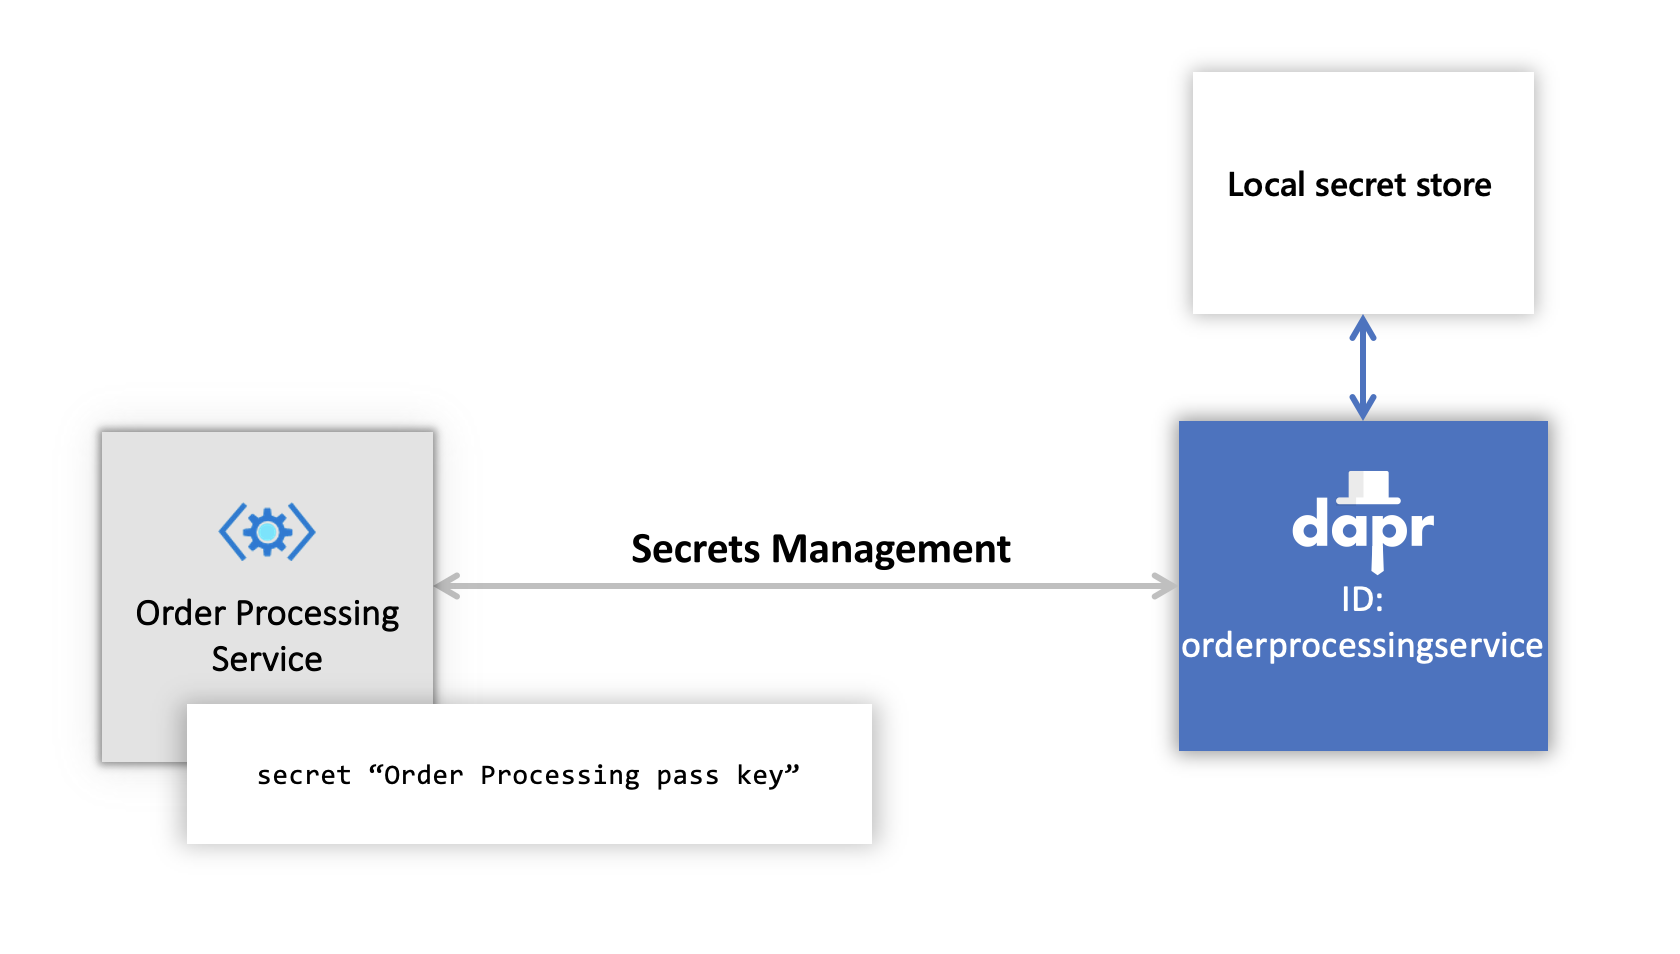 Local secret store
dapr
ID:
orderprocessingservice
Secrets Management
Order Processing
Service
secret “Order Processing pass key”